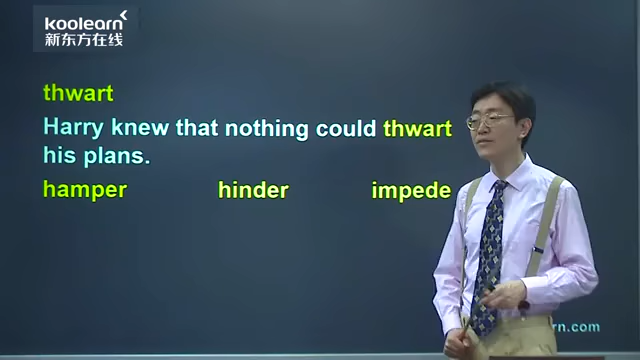 koolearn
新东方在线
thwart
Harry knew that nothing could thwart
his plans.
hamper hinder impede
rn.com